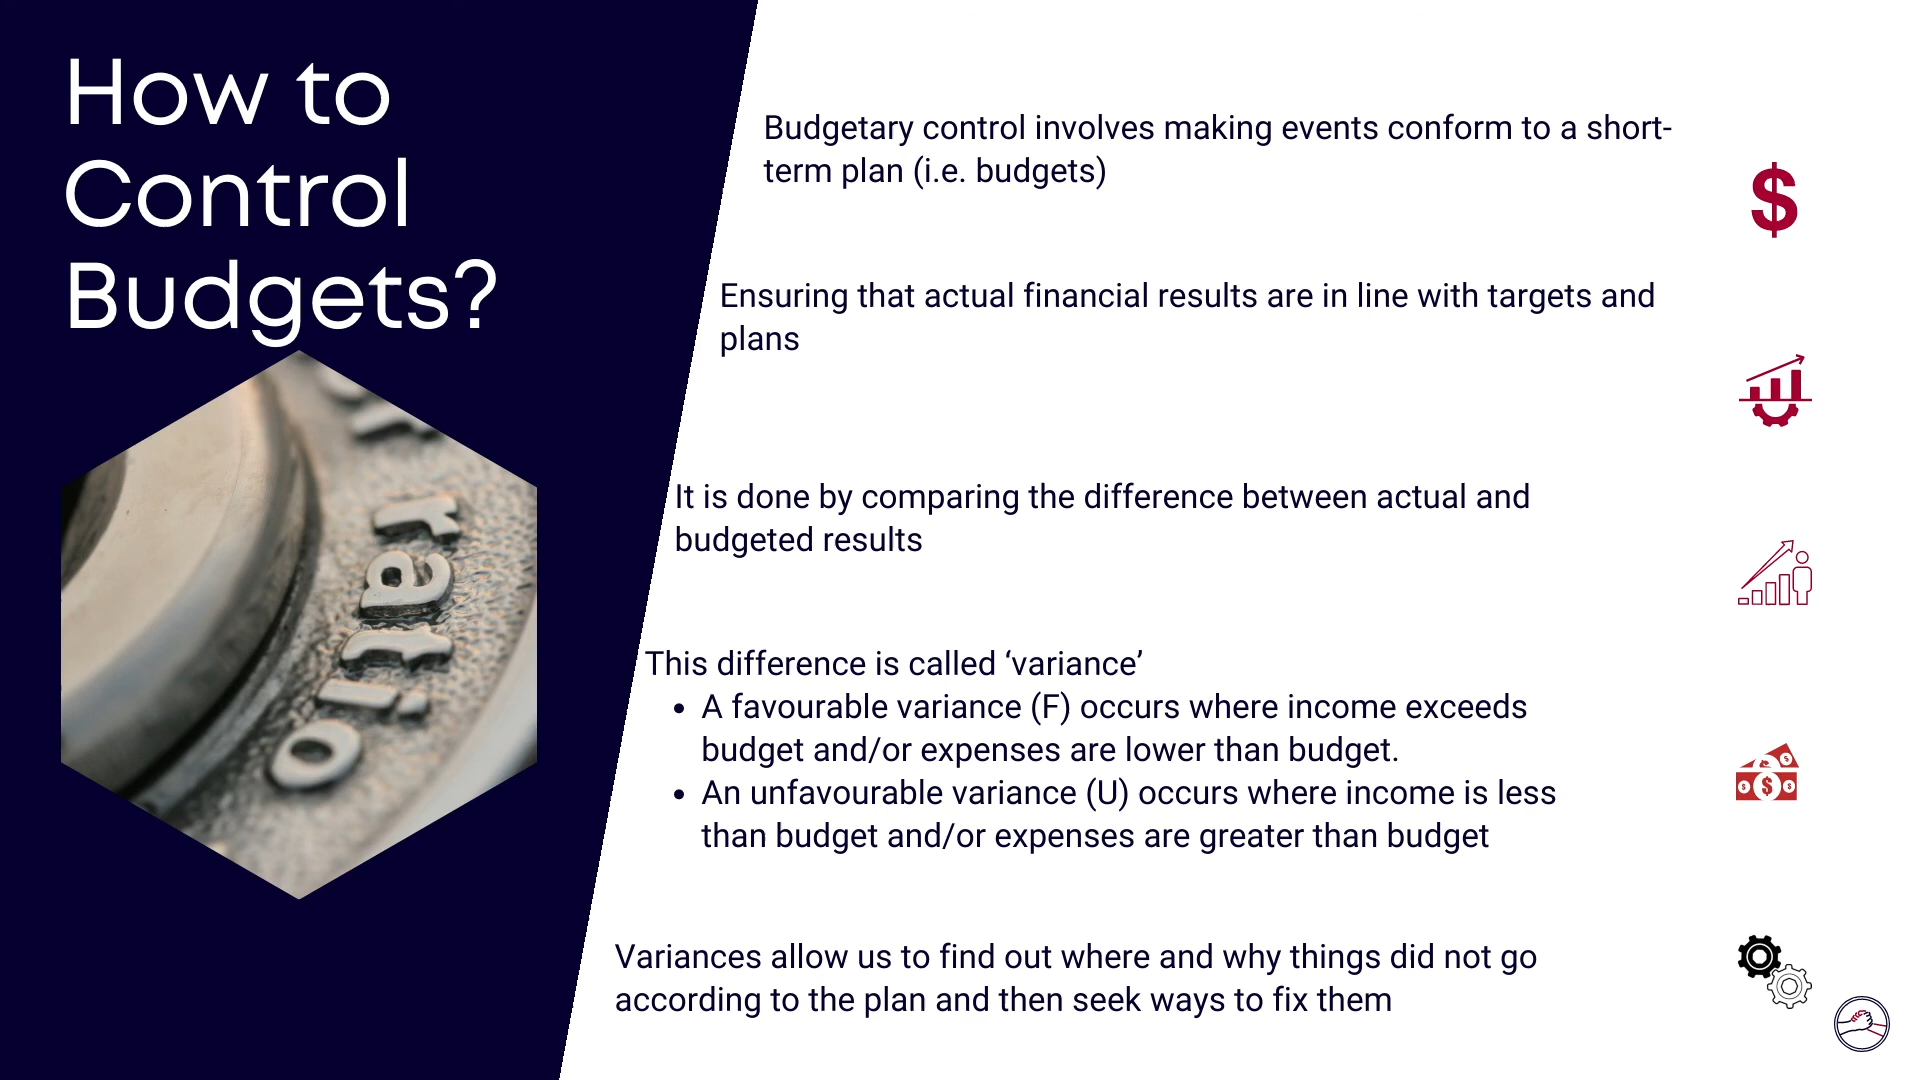 How to
Control
Budgets?
Budgetary control involves making events conform to a short-
term plan (i.e. budgets)
$
Ensuring that actual financial results are in line with targets and
plans
It is done by comparing the difference between actual and
budgeted results
This difference is called ‘variance’
• A favourable variance (F) occurs where income exceeds
budget and/or expenses are lower than budget.
• An unfavourable variance (U) occurs where income is less
than budget and/or expenses are greater than budget
Variances allow us to find out where and why things did not go
according to the plan and then seek ways to fix them
ratio